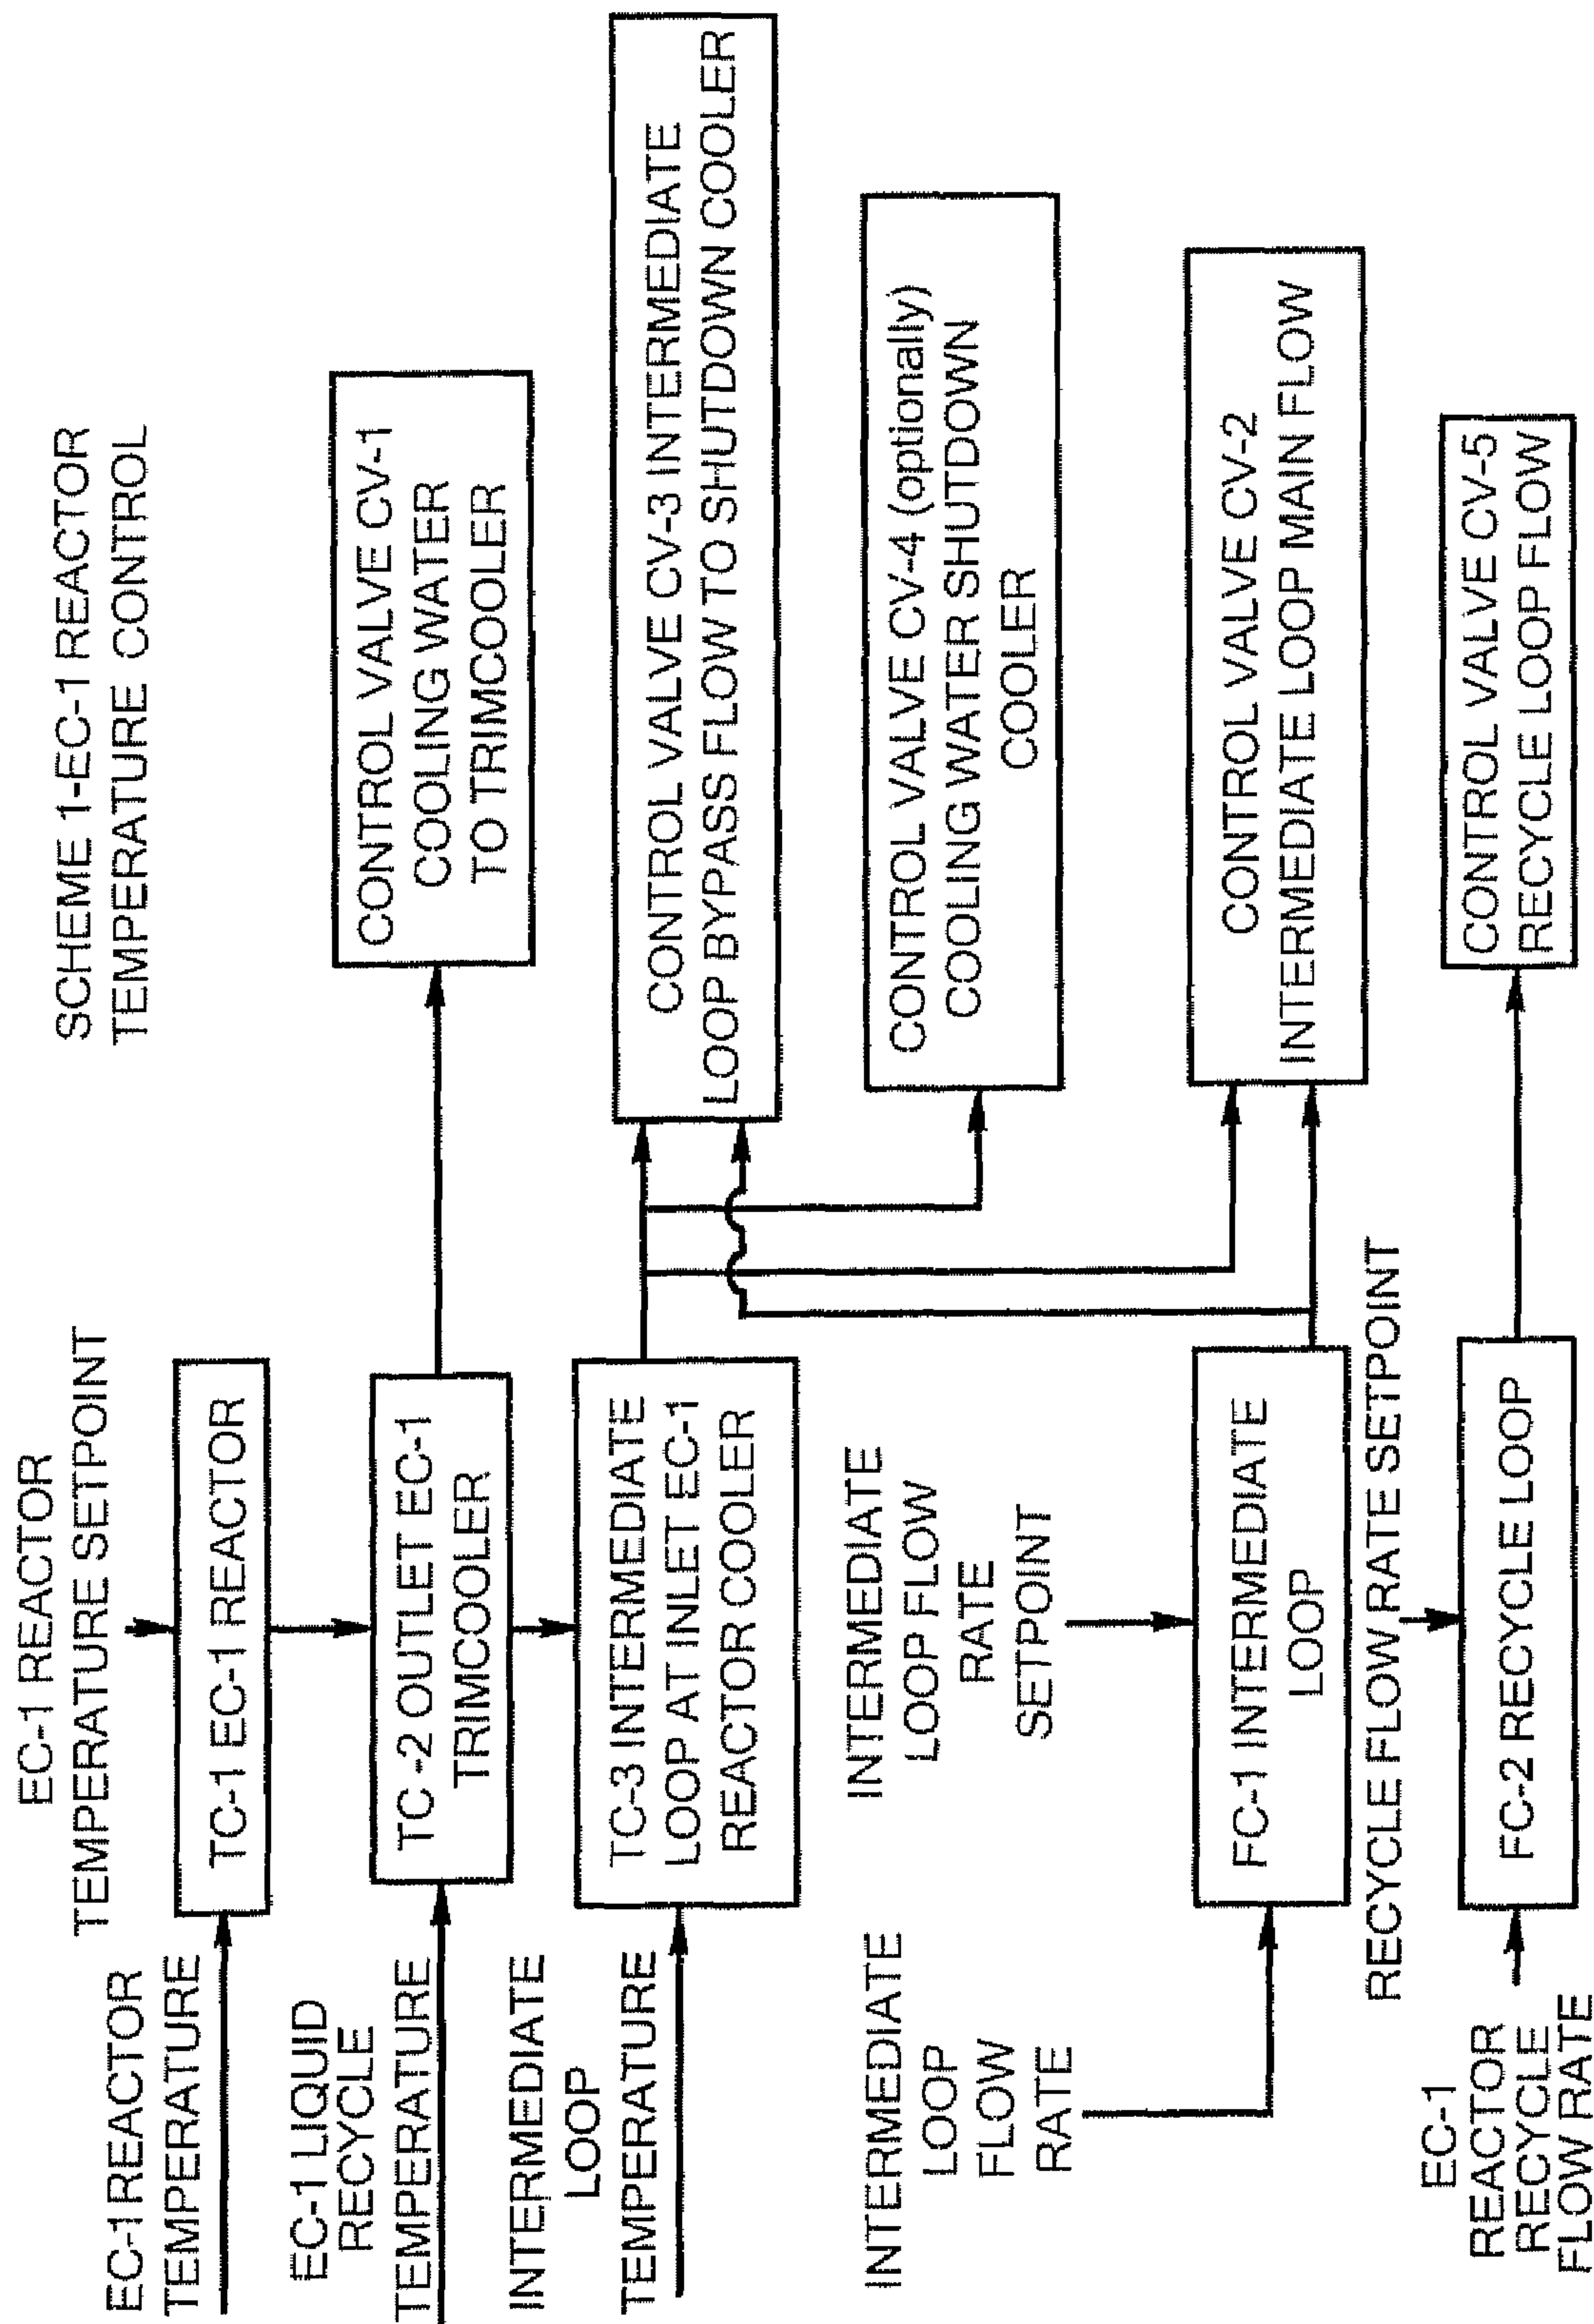 SCHEME 1-EC-1 REACTOR
TEMPERATURE CONTROL
EC-1 REACTOR
TEMPERATURE SETPOINT
EC-1 REACTOR
TEMPERATURE
TC-1 EC-1 REACTOR
EC-1 LIQUID
RECYCLE
TEMPERATURE
TC -2 OUTLET EC-1
TRIMCOOLER
CONTROL VALVE CV-1
COOLING WATER
TO TRIMCOOLER
INTERMEDIATE
LOOP
TEMPERATURE
TC-3 INTERMEDIATE
LOOP AT INLET EC-1
REACTOR COOLER
CONTROL VALVE CV-3 INTERMEDIATE
LOOP BYPASS FLOW TO SHUTDOWN COOLER
CONTROL VALVE CV-4 (optionally)
COOLING WATER SHUTDOWN
COOLER
INTERMEDIATE
LOOP FLOW
RATE
SETPOINT
INTERMEDIATE
LOOP
FLOW
RATE
FC-1 INTERMEDIATE
LOOP
CONTROL VALVE CV-2
INTERMEDIATE LOOP MAIN FLOW
RECYCLE FLOW RATE SETPOINT
EC-1
REACTOR
RECYCLE
FLOW RATE
FC-2 RECYCLE LOOP
CONTROL VALVE CV-5
RECYCLE LOOP FLOW